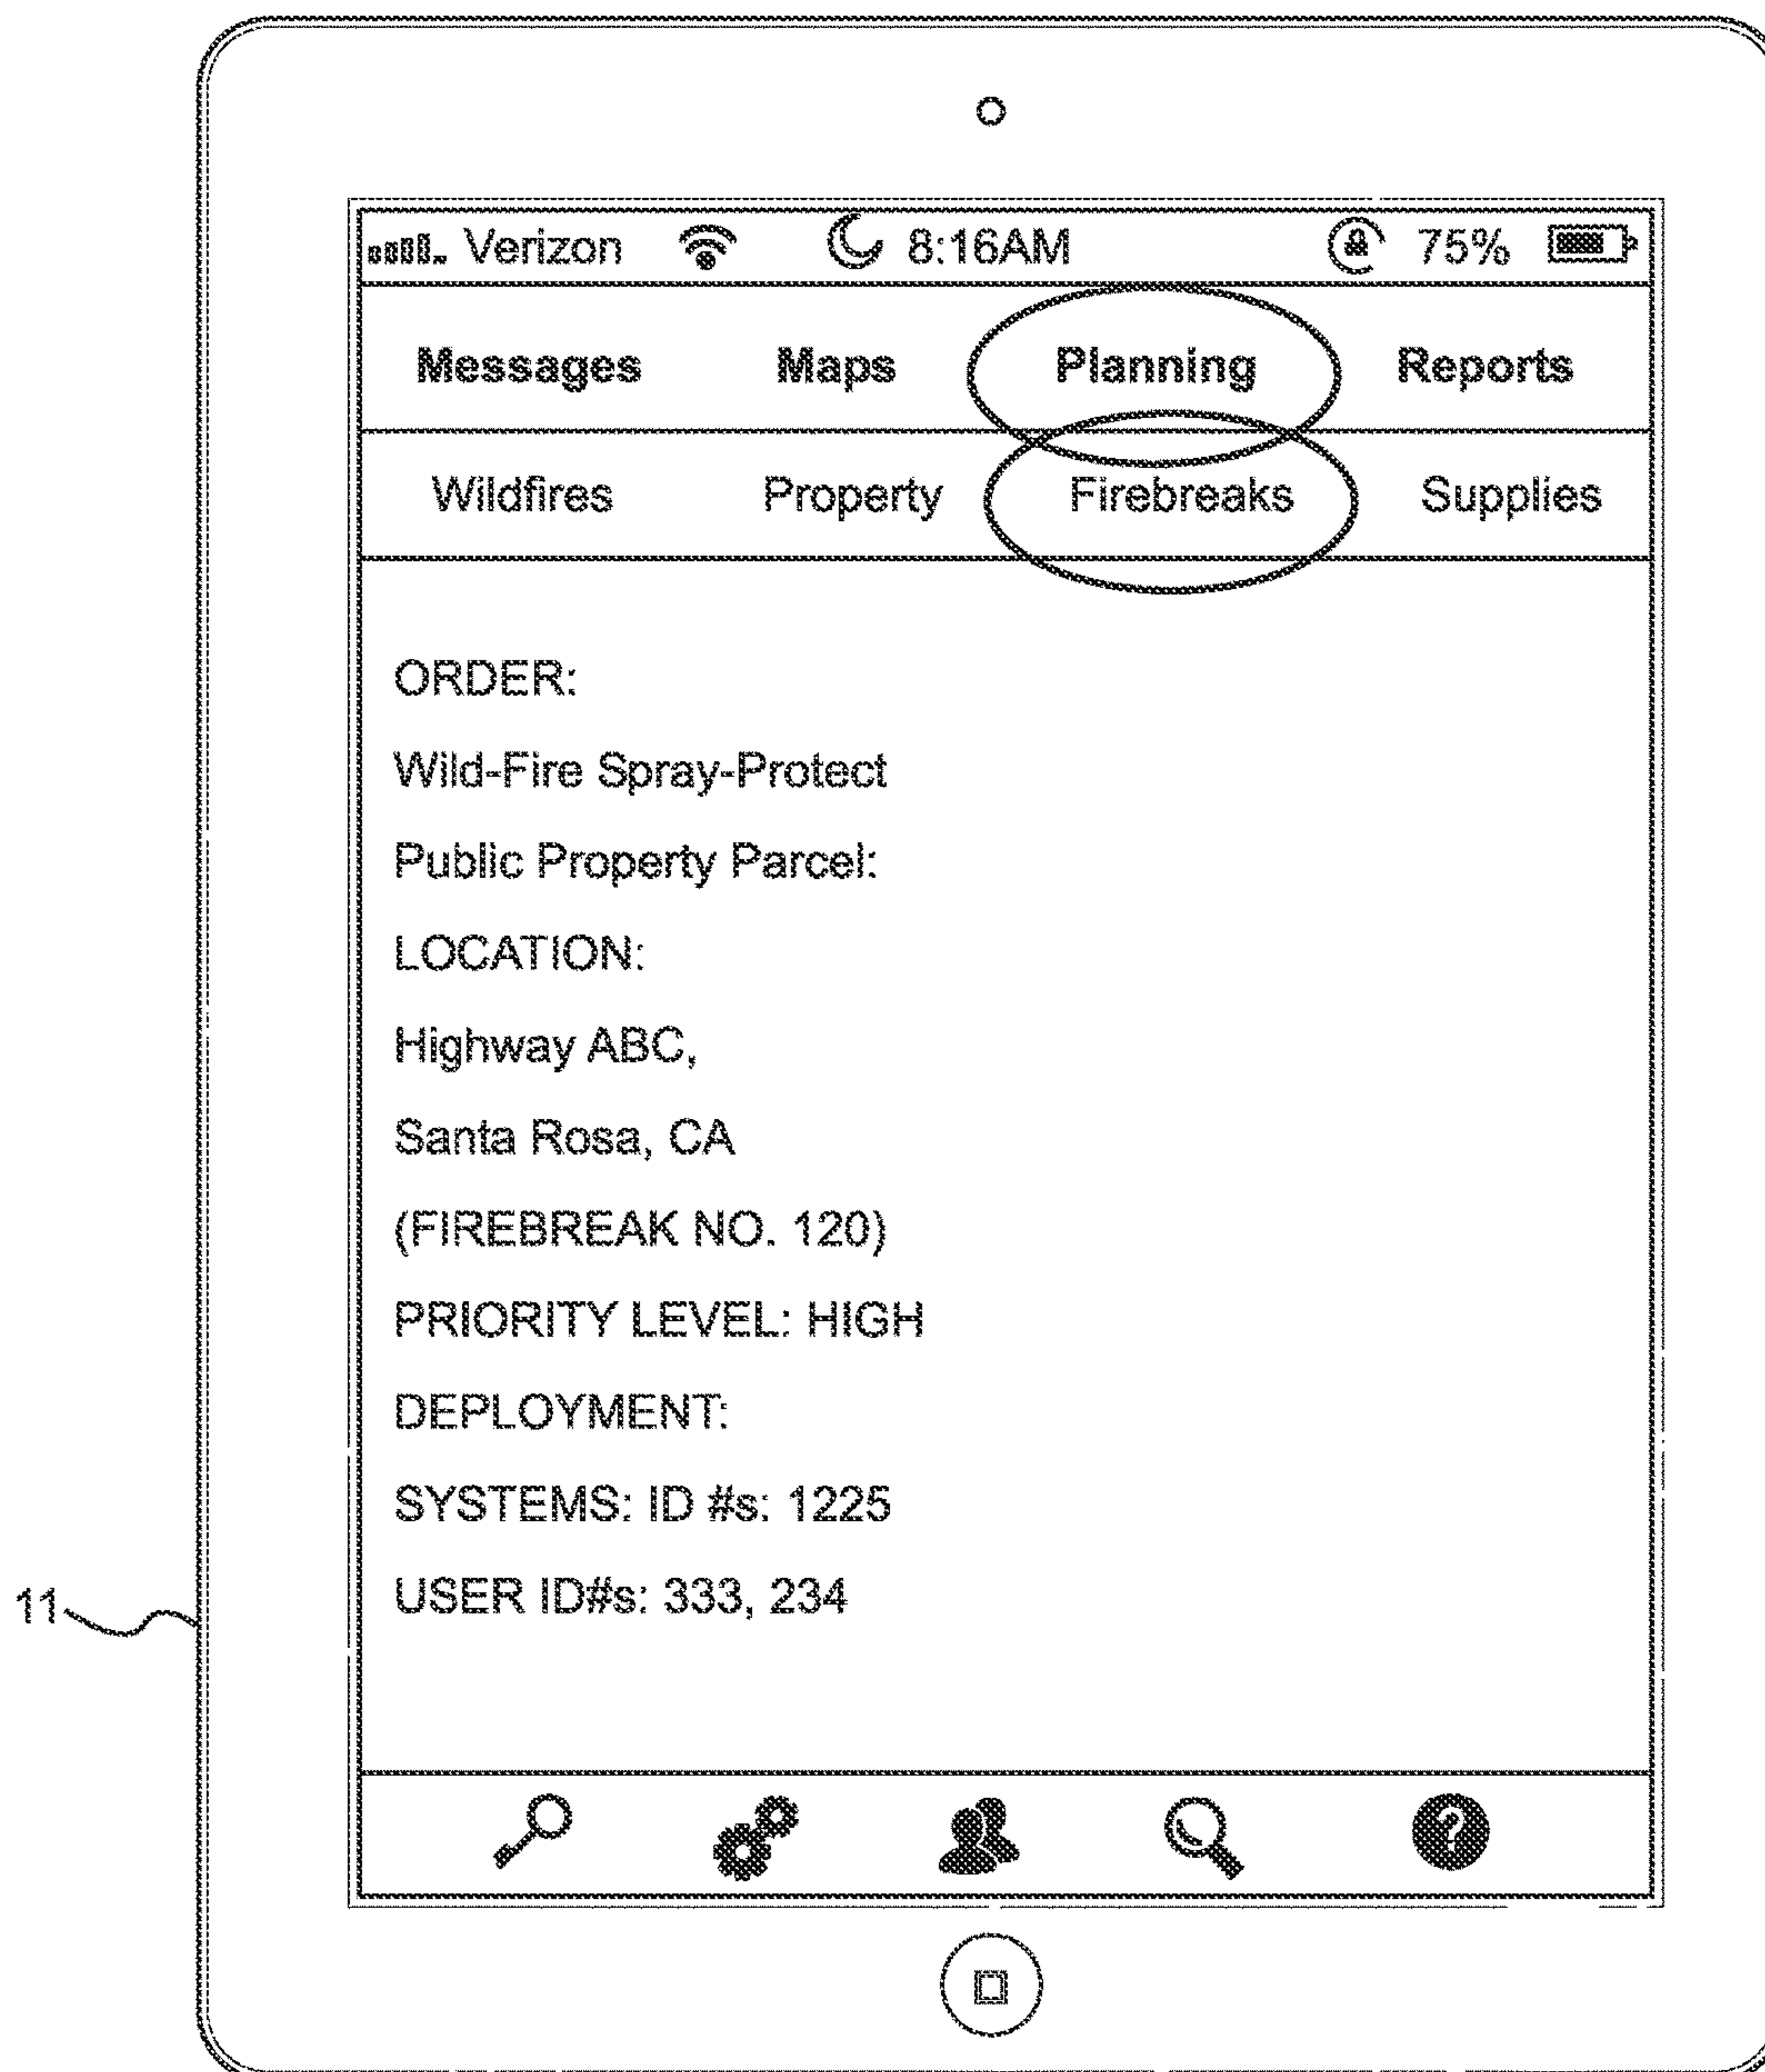 Verizon 8:16AM 75%
Messages Maps Planning Reports
Wildfires Property Firebreaks Supplies
ORDER:
Wild-Fire Spray-Protect
Public Property Parcel:
LOCATION:
Highway ABC,
Santa Rosa, CA
(FIREBREAK NO. 120)
PRIORITY LEVEL: HIGH
DEPLOYMENT:
SYSTEMS: ID #s: 1225
USER ID#s: 333, 234
11
?